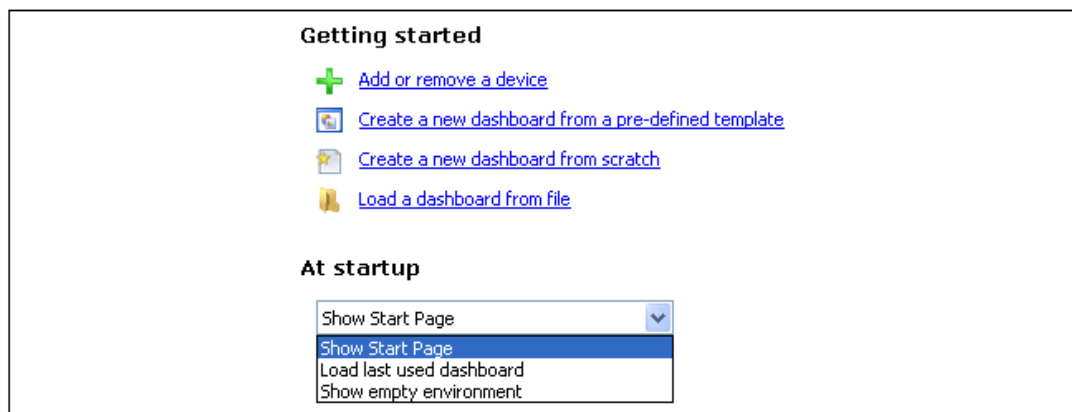 Getting started
Add or remove a device
Create a new dashboard from a pre-defined template
Create a new dashboard from scratch
Load a dashboard from file
At startup
Show Start Page
Show Start Page
Load last used dashboard
Show empty environment